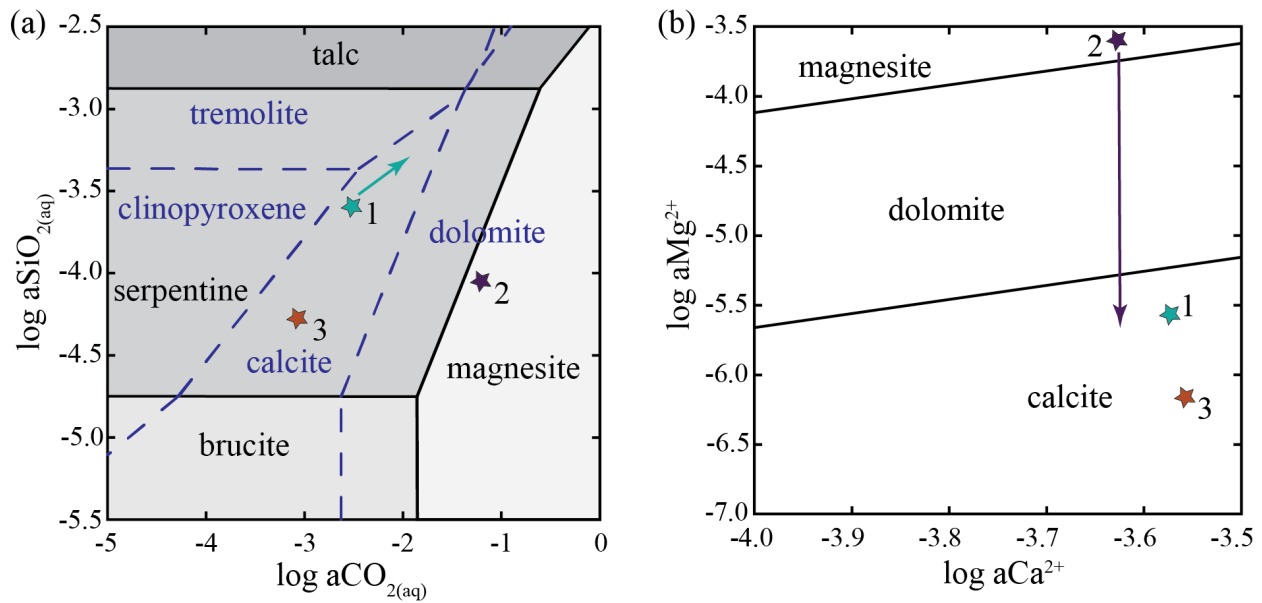 (a)
log aSiO2(aq)
-2.5
-3.0
-3.5
-4.0
-4.5
-5.0
-5.5
talc
tremolite
clinopyroxene
1
dolomite
serpentine
2
3
calcite
magnesite
brucite
-5
-4
-3
-2
-1
0
log aCO2(aq)
(b)
log aMg2+
-3.5
-4.0
-4.5
-5.0
-5.5
-6.0
-6.5
-7.0
2
magnesite
dolomite
1
calcite
3
-4.0
-3.9
-3.8
-3.7
-3.6
-3.5
log aCa2+